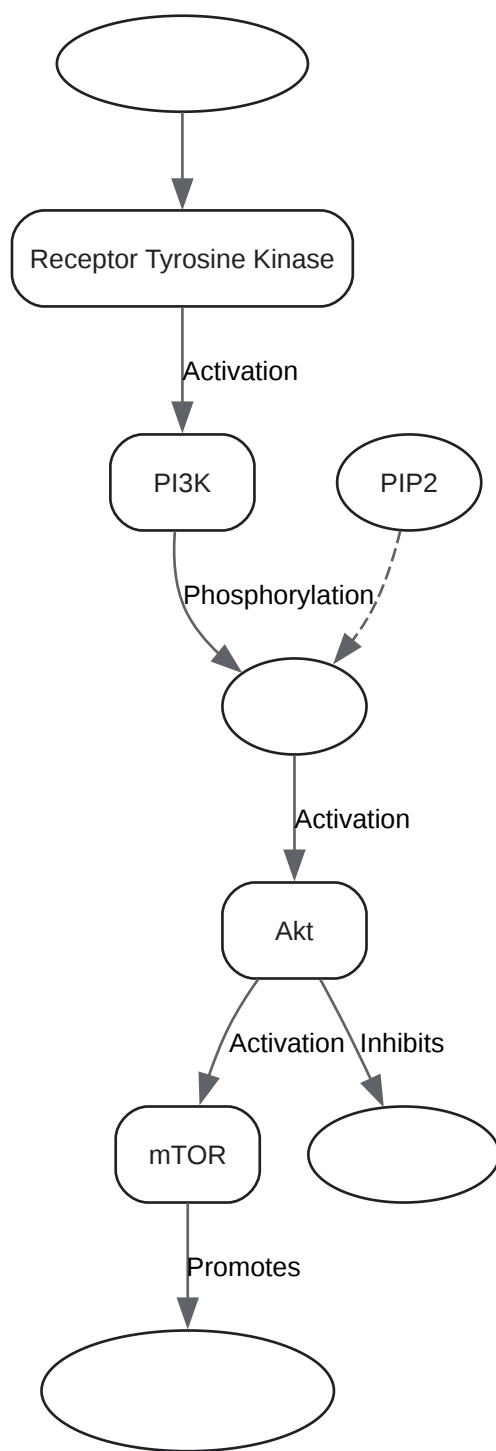 Receptor Tyrosine Kinase
Activation
PI3K
PIP2
Phosphorylation
Activation
Akt
Activation
Inhibits
mTOR
Promotes